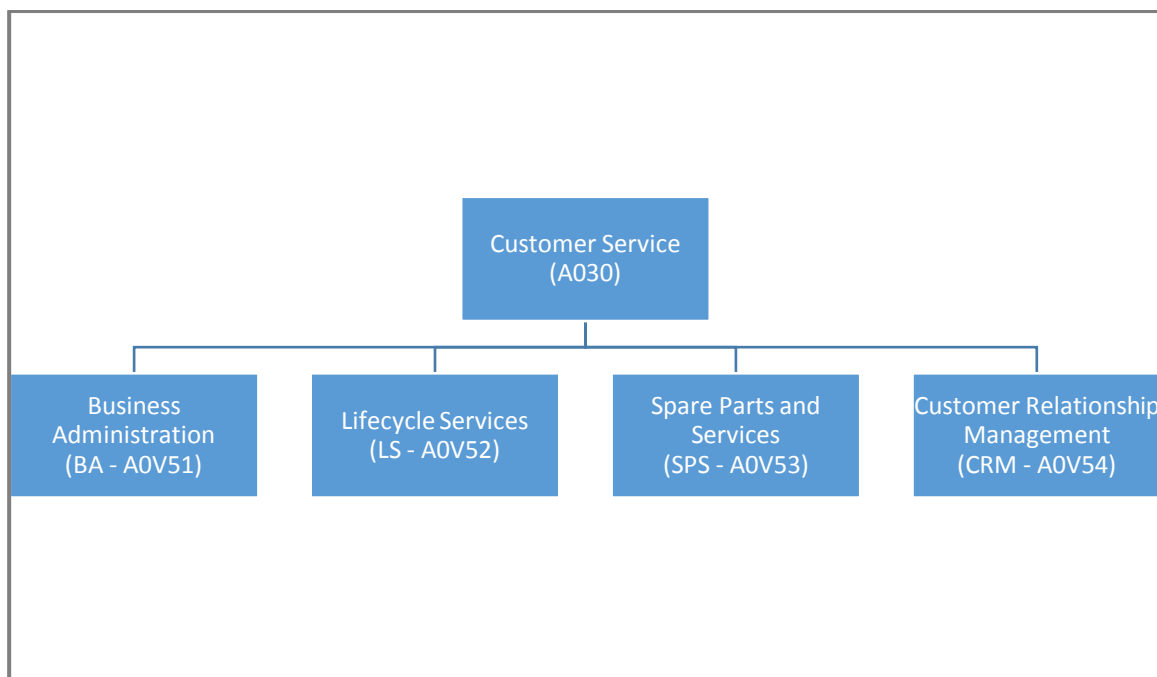 Customer Service
(A030)
Business
Administration
(BA - A0V51)
Lifecycle Services
(LS - A0V52)
Spare Parts and
Services
(SPS - A0V53)
Customer Relationship
Management
(CRM - A0V54)